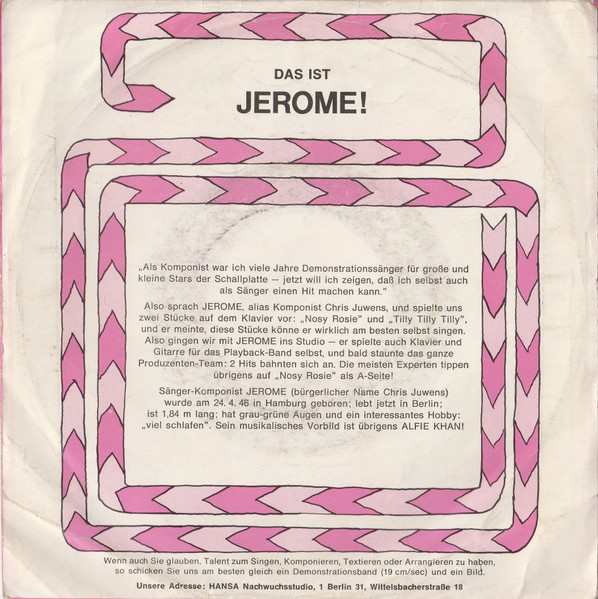 DAS IST
JEROME!
„Als Komponist war ich viele Jahre Demonstrationssänger für große und
kleine Stars der Schallplatte — jetzt will ich zeigen, daß ich selbst auch
als Sänger einen Hit machen kann.”
Also sprach JEROME, alias Komponist Chris Juwens, und spielte uns
zwei Stücke auf dem Klavier vor: „Nosy Rosie” und „Tilly Tilly Tilly”,
und er meinte, diese Stücke könne er wirklich am besten selbst singen.
Also gingen wir mit JEROME ins Studio — er spielte auch Klavier und
Gitarre für das Playback-Band selbst, und bald staunte das ganze
Produzenten-Team: 2 Hits bahnten sich an. Die meisten Experten tippen
übrigens auf „Nosy Rosie” als A-Seite!
Sänger-Komponist JEROME (bürgerlicher Name Chris Juwens)
wurde am 24. 4. 46 in Hamburg geboren; lebt jetzt in Berlin;
ist 1,84 m lang; hat grau-grüne Augen und ein interessantes Hobby:
„viel schlafen”. Sein musikalisches Vorbild ist übrigens ALFIE KHAN!
Wenn auch Sie glauben, Talent zum Singen, Komponieren, Textieren oder Arrangieren zu haben,
so schicken Sie uns am besten gleich ein Demonstrationsband (19 cm/sec) und ein Bild.
Unsere Adresse: HANSA Nachwuchsstudio, 1 Berlin 31, Wittelsbacherstraße 18